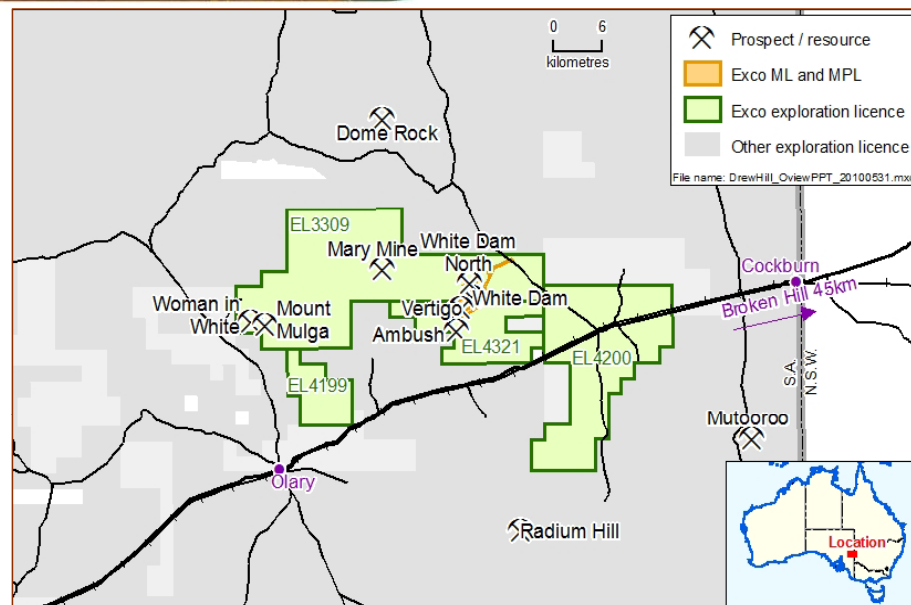 0 6
kilometres
Prospect / resource
Exco ML and MPL
Exco exploration licence
Other exploration licence
File name: DrewHill_OviewPPT_20100531.mxd
Dome Rock
EL3309
Mary Mine
White Dam
North
White Dam
Vertigo
Ambush
Woman in
White
Mount
Mulga
EL4321
EL4199
EL4200
Cockburn
Broken Hill 45km
S.A.
N.S.W.
Mutooroo
Olary
Radium Hill
Location